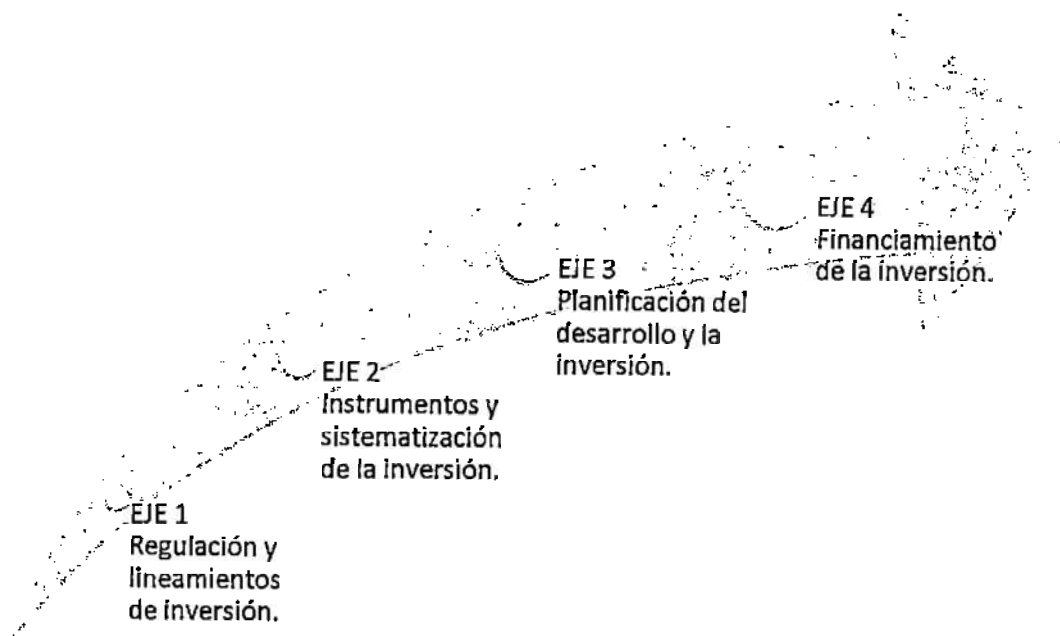 EJE 1
Regulación y
lineamientos
de inversión.
EJE 2
Instrumentos y
sistematización
de la inversión.
EJE 3
Planificación del
desarrollo y la
inversión.
EJE 4
Financiamiento
de la inversión.